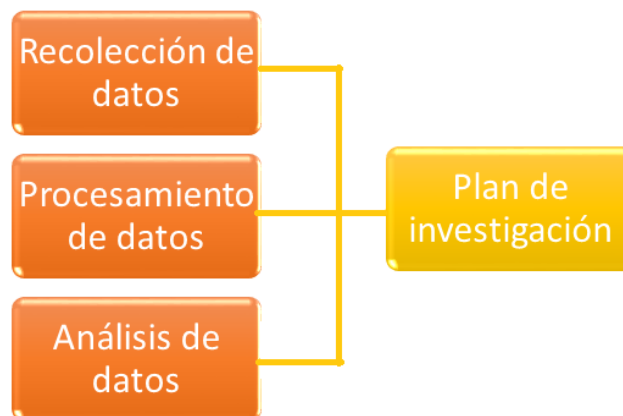 Recolección de
datos
Procesamiento
de datos
Análisis de
datos
Plan de
investigación